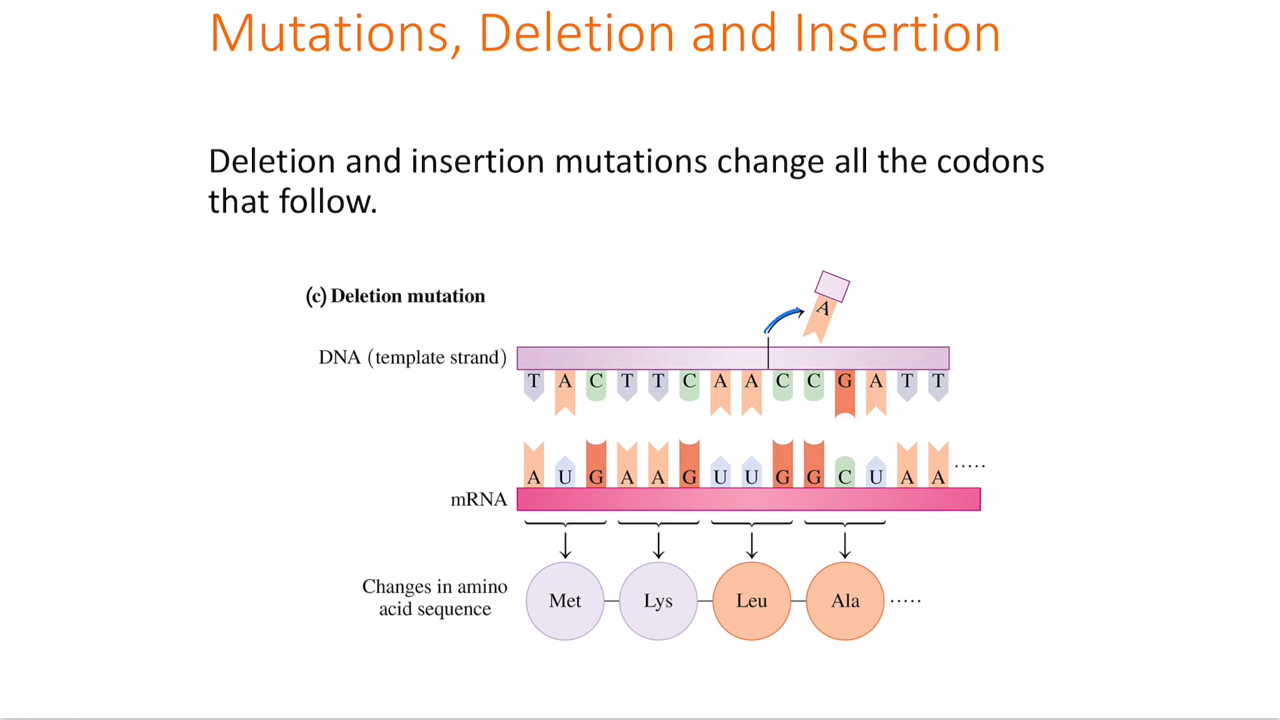 Mutations, Deletion and Insertion
Deletion and insertion mutations change all the codons
that follow.
(c) Deletion mutation
A
DNA (template strand)
T A C T T C A A C C G A T T
A U G A A G U U G G C U A A .....
mRNA
Changes in amino
acid sequence
Met Lys Leu Ala .....